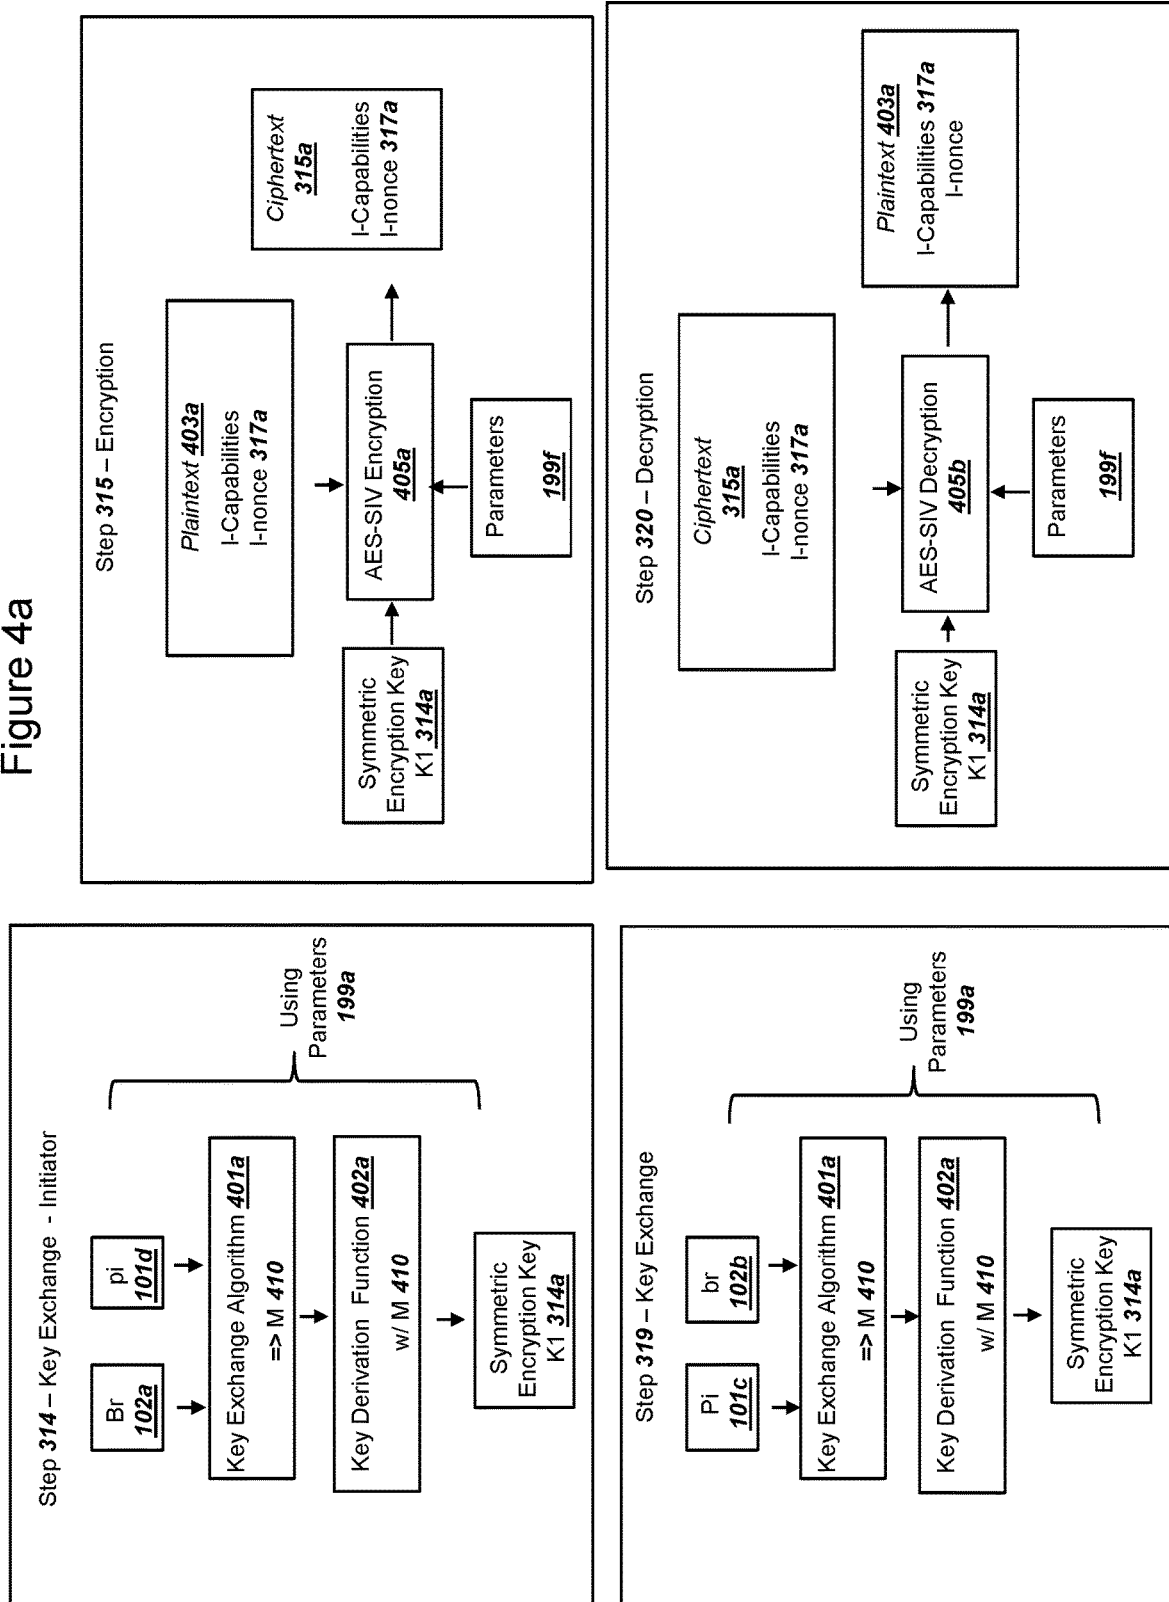 Figure 4a
Step 314 – Key Exchange - Initiator
Br
102a
pi
101d
Key Exchange Algorithm 401a
=> M 410
Key Derivation Function 402a
w/ M 410
Symmetric
Encryption Key
K1 314a
Using
Parameters
199a
Step 315 – Encryption
Plaintext 403a
I-Capabilities
I-nonce 317a
Symmetric
Encryption Key
K1 314a
AES-SIV Encryption
405a
Parameters
199f
Ciphertext
315a
I-Capabilities
I-nonce 317a
Step 319 – Key Exchange
Pi
101c
br
102b
Key Exchange Algorithm 401a
=> M 410
Key Derivation Function 402a
w/ M 410
Symmetric
Encryption Key
K1 314a
Using
Parameters
199a
Step 320 – Decryption
Ciphertext
315a
I-Capabilities
I-nonce 317a
Symmetric
Encryption Key
K1 314a
AES-SIV Decryption
405b
Parameters
199f
Plaintext 403a
I-Capabilities 317a
I-nonce